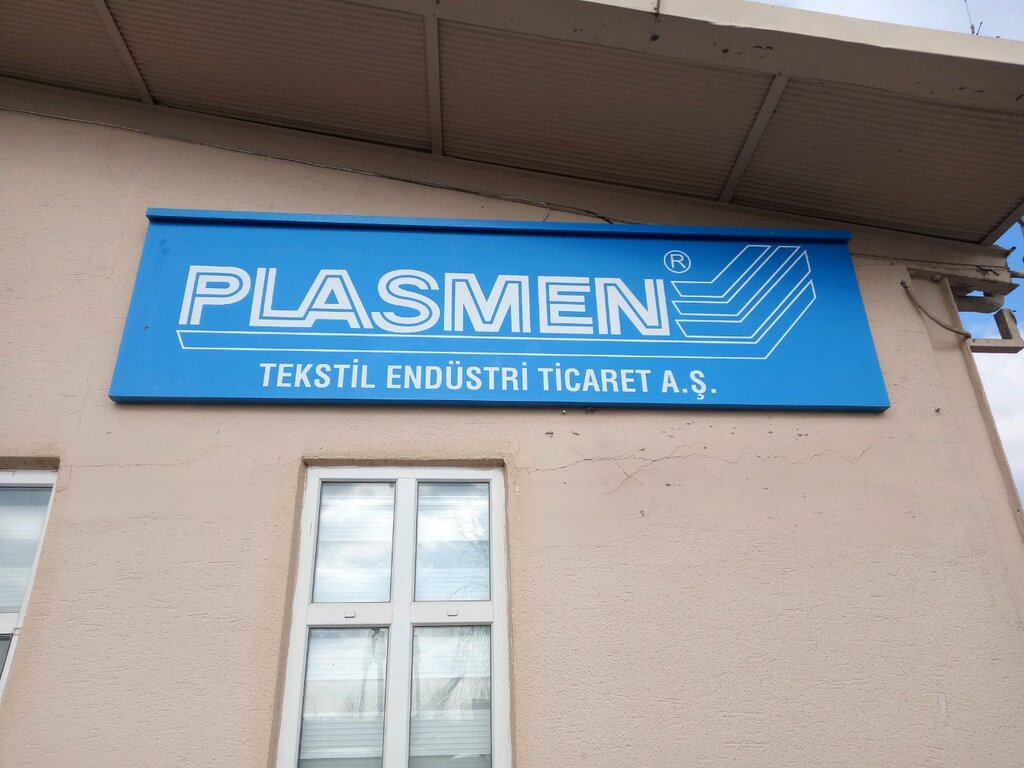 PLASMEN ®
TEKSTİL ENDÜSTRİ TİCARET A.Ş.